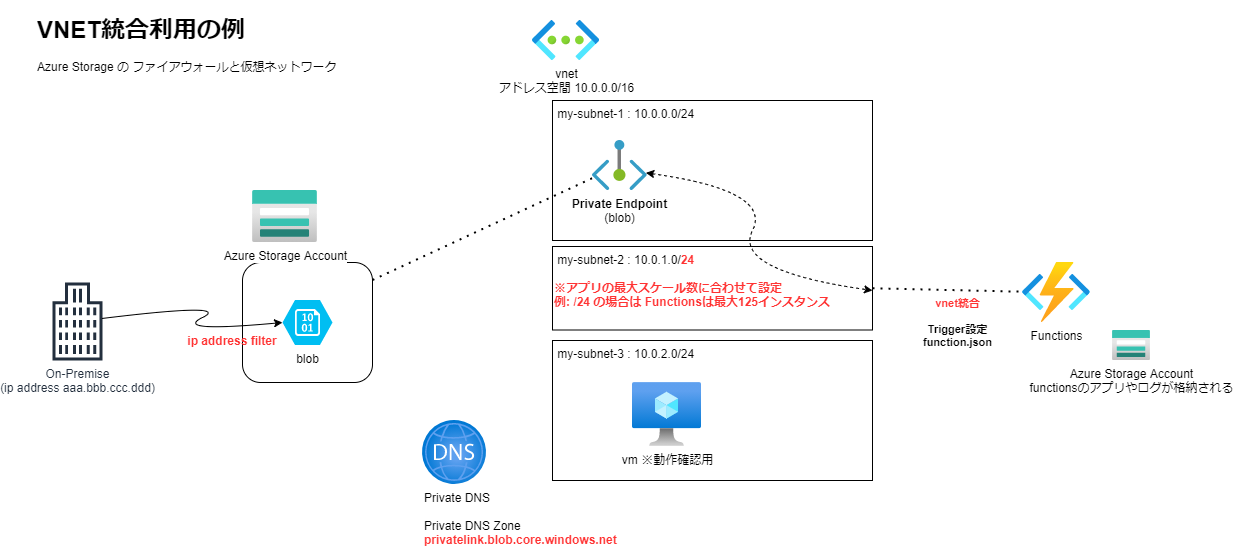 VNET統合利用の例
Azure Storage の ファイアウォールと仮想ネットワーク
vnet
アドレス空間 10.0.0.0/16
my-subnet-1 : 10.0.0.0/24
Private Endpoint
(blob)
Azure Storage Account
my-subnet-2 : 10.0.1.0/24
※アプリの最大スケール数に合わせて設定
例: /24 の場合は Functionsは最大125インスタンス
vnet統合
Trigger設定
function.json
Functions
Azure Storage Account
functionsのアプリやログが格納される
10
01
blob
ip address filter
On-Premise
(ip address aaa.bbb.ccc.ddd)
my-subnet-3 : 10.0.2.0/24
vm ※動作確認用
DNS
Private DNS
Private DNS Zone
privatelink.blob.core.windows.net